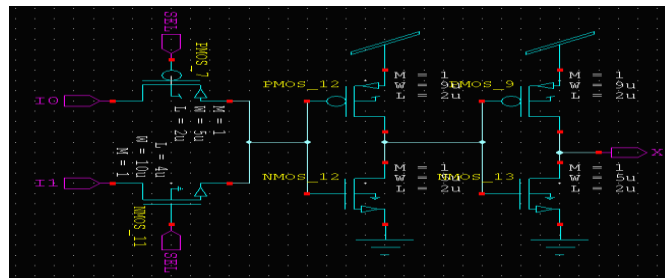 SEL
PMOS_7
I0
M = 1
W = 5u
L = 2u
L = 4u
W = 10u
M = 1
I1
NMOS_11
SEL
PMOS_12
M = 1
W = 9u
L = 2u
NMOS_12
M = 1
W = 5u
L = 2u
PMOS_9
M = 1
W = 9u
L = 2u
NMOS_13
M = 1
W = 5u
L = 2u
X